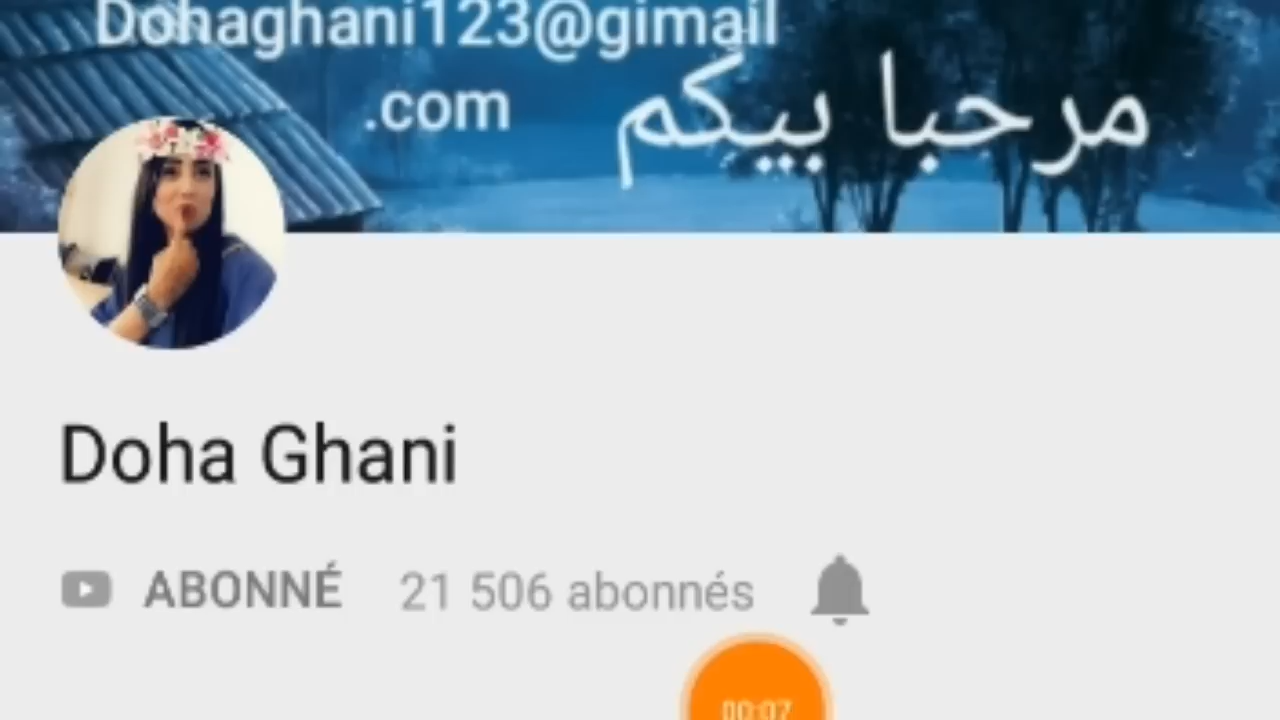 Dohaghani123@gimail
.com
مرحبا بيكم
Doha Ghani
ABONNÉ 21 506 abonnés
00:07